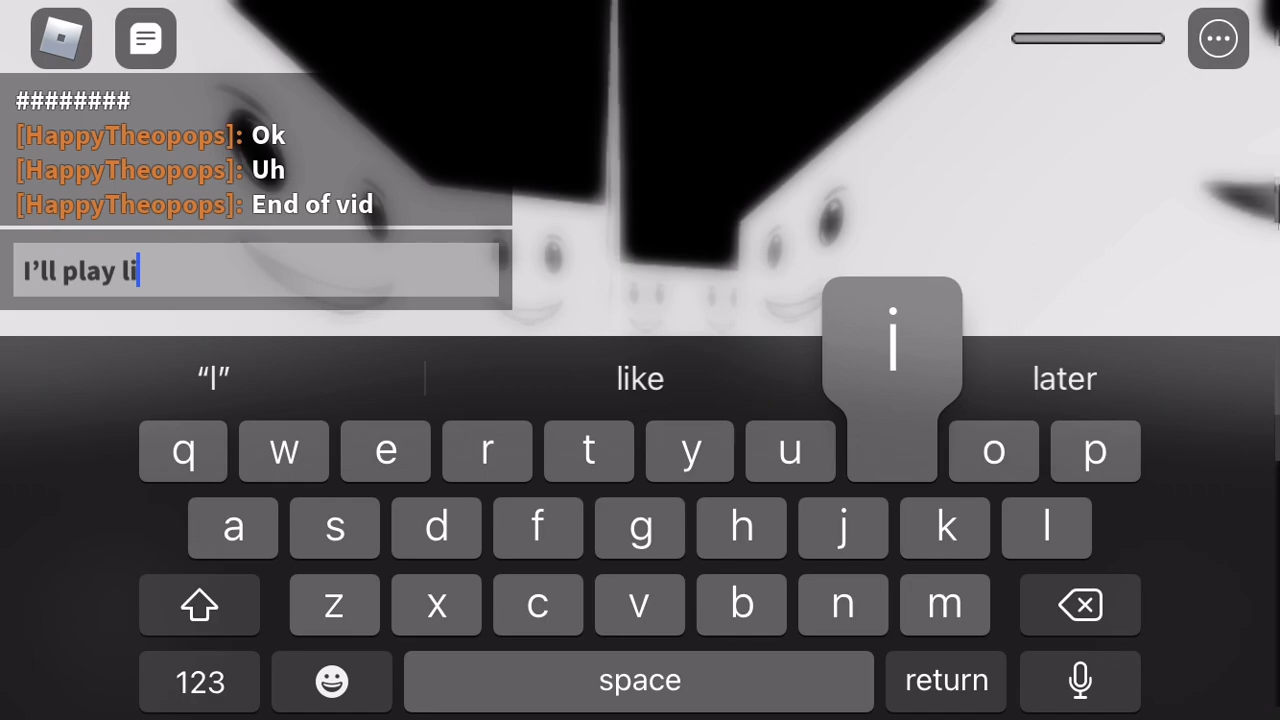 ########
[HappyTheopops]: Ok
[HappyTheopops]: Uh
[HappyTheopops]: End of vid
I’ll play li
“I” like later
i
q w e r t y u o p
a s d f g h j k l
z x c v b n m
123 space return